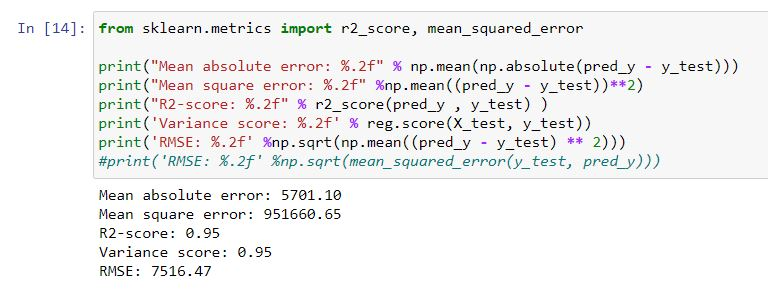 In [14]: from sklearn.metrics import r2_score, mean_squared_error
print("Mean absolute error: %.2f" % np.mean(np.absolute(pred_y - y_test)))
print("Mean square error: %.2f" %np.mean((pred_y - y_test))**2)
print("R2-score: %.2f" % r2_score(pred_y , y_test) )
print('Variance score: %.2f' % reg.score(X_test, y_test))
print('RMSE: %.2f' %np.sqrt(np.mean((pred_y - y_test) ** 2)))
#print('RMSE: %.2f' %np.sqrt(mean_squared_error(y_test, pred_y)))
Mean absolute error: 5701.10
Mean square error: 951660.65
R2-score: 0.95
Variance score: 0.95
RMSE: 7516.47